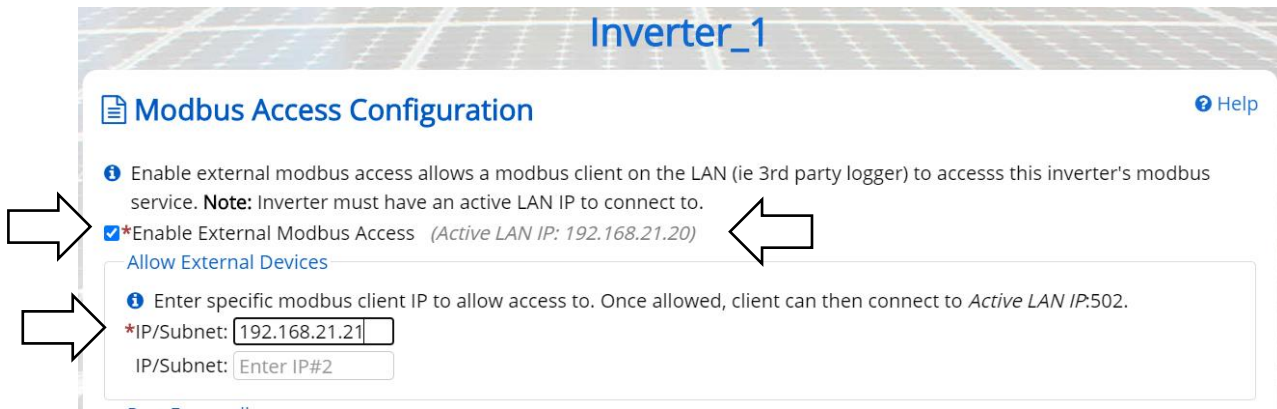 Inverter_1
Modbus Access Configuration
Help
Enable external modbus access allows a modbus client on the LAN (ie 3rd party logger) to accesss this inverter's modbus
service. Note: Inverter must have an active LAN IP to connect to.
*Enable External Modbus Access (Active LAN IP: 192.168.21.20)
Allow External Devices
Enter specific modbus client IP to allow access to. Once allowed, client can then connect to Active LAN IP:502.
*IP/Subnet: 192.168.21.21
IP/Subnet: Enter IP#2